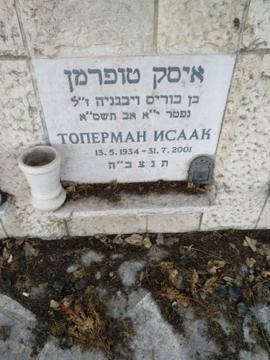 איסק טופרמן
בן בוריס ויבגניה ז"ל
נפטר י"א אב תשס"א
ТОПЕРМАН ИСААК
13. 5. 1934 - 31. 7. 2001
ת נ צ ב " ה